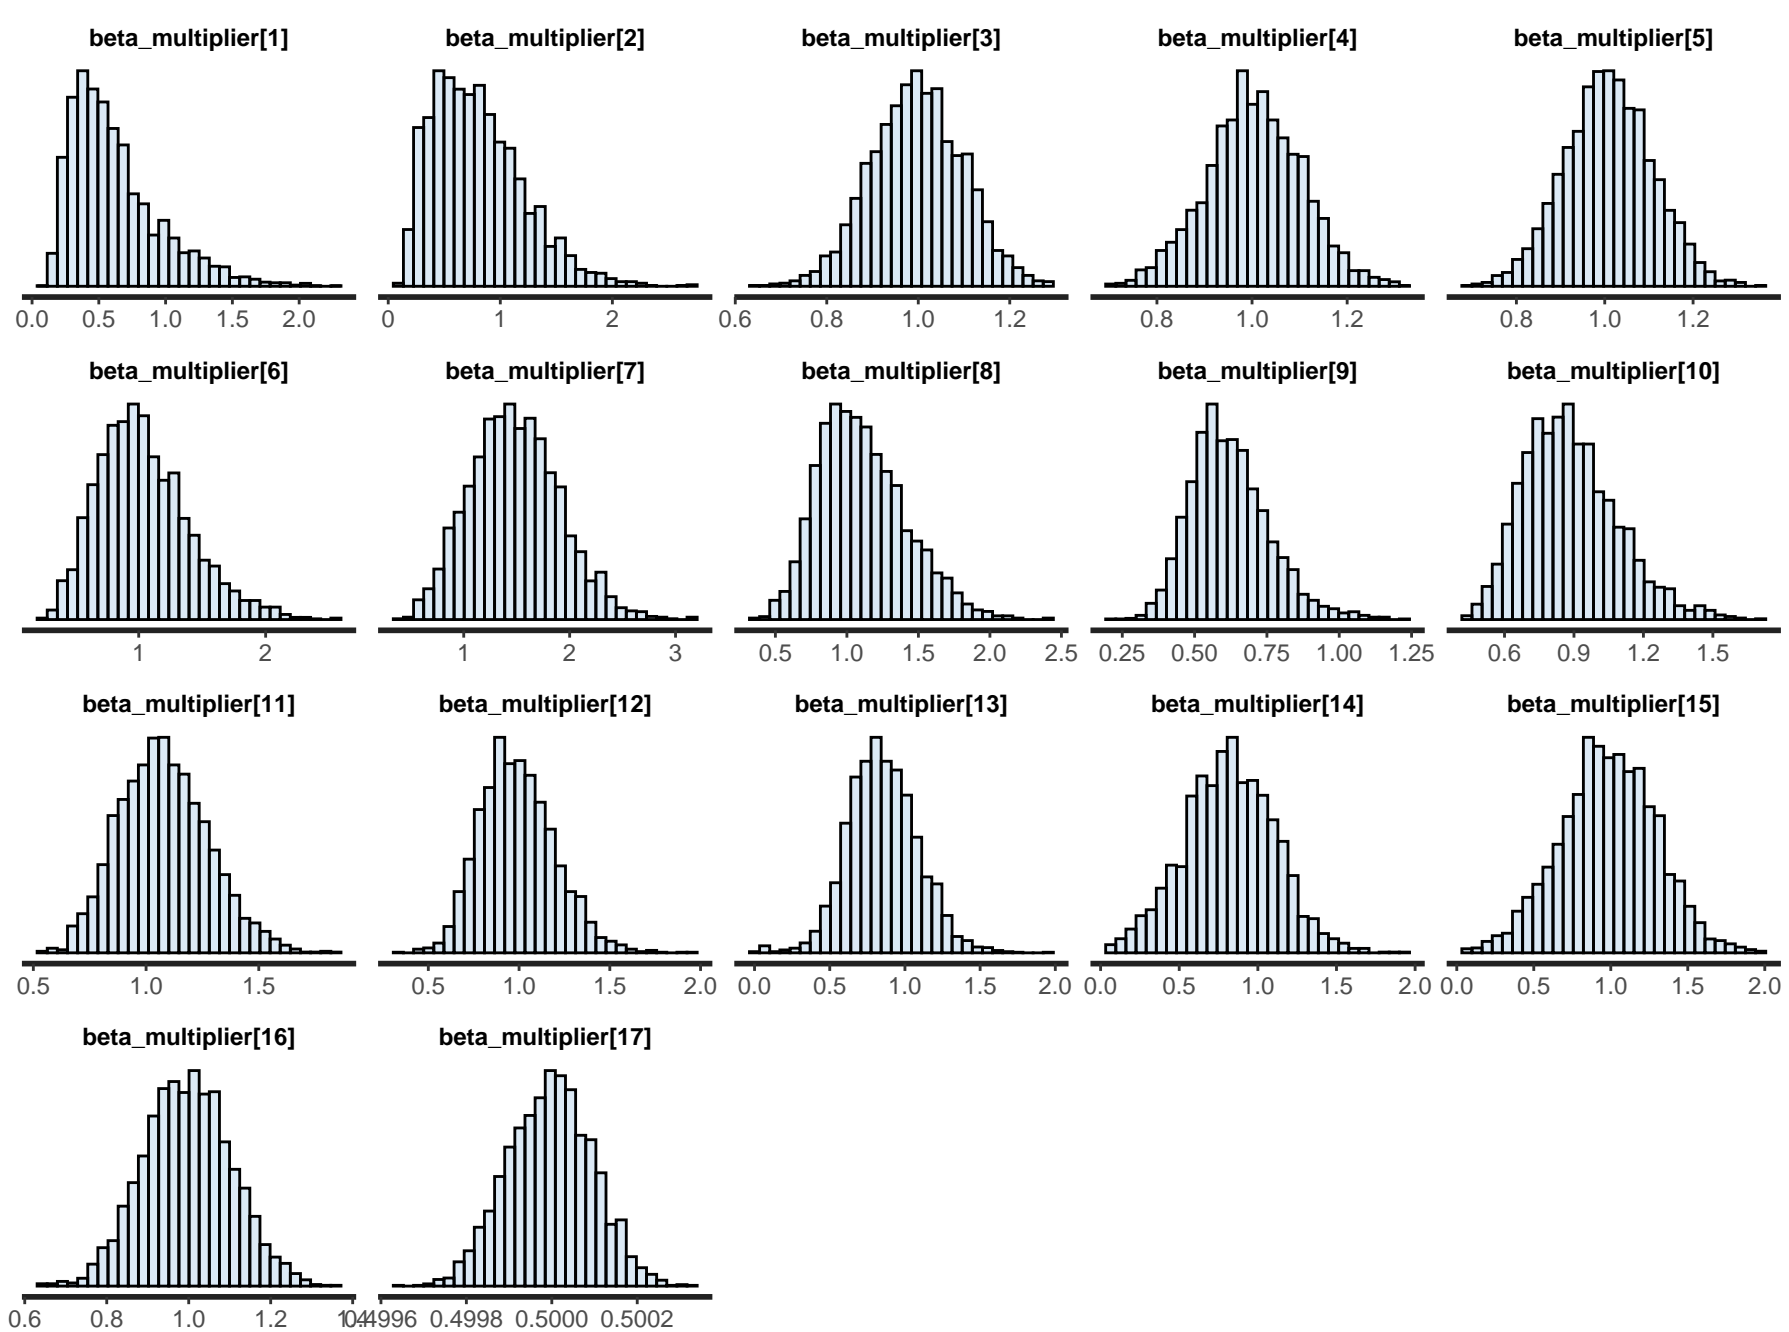 beta_multiplier[1] beta_multiplier[2] beta_multiplier[3] beta_multiplier[4] beta_multiplier[5]
0.0 0.5 1.0 1.5 2.0 0 1 2 0.6 0.8 1.0 1.2 0.8 1.0 1.2 0.8 1.0 1.2
beta_multiplier[6] beta_multiplier[7] beta_multiplier[8] beta_multiplier[9] beta_multiplier[10]
1 2 1 2 3 0.5 1.0 1.5 2.0 2.5 0.25 0.50 0.75 1.00 1.25 0.6 0.9 1.2 1.5
beta_multiplier[11] beta_multiplier[12] beta_multiplier[13] beta_multiplier[14] beta_multiplier[15]
0.5 1.0 1.5 0.5 1.0 1.5 2.0 0.0 0.5 1.0 1.5 2.0 0.0 0.5 1.0 1.5 2.0 0.0 0.5 1.0 1.5 2.0
beta_multiplier[16] beta_multiplier[17]
0.6 0.8 1.0 1.2 1.4 0.4996 0.4998 0.5000 0.5002